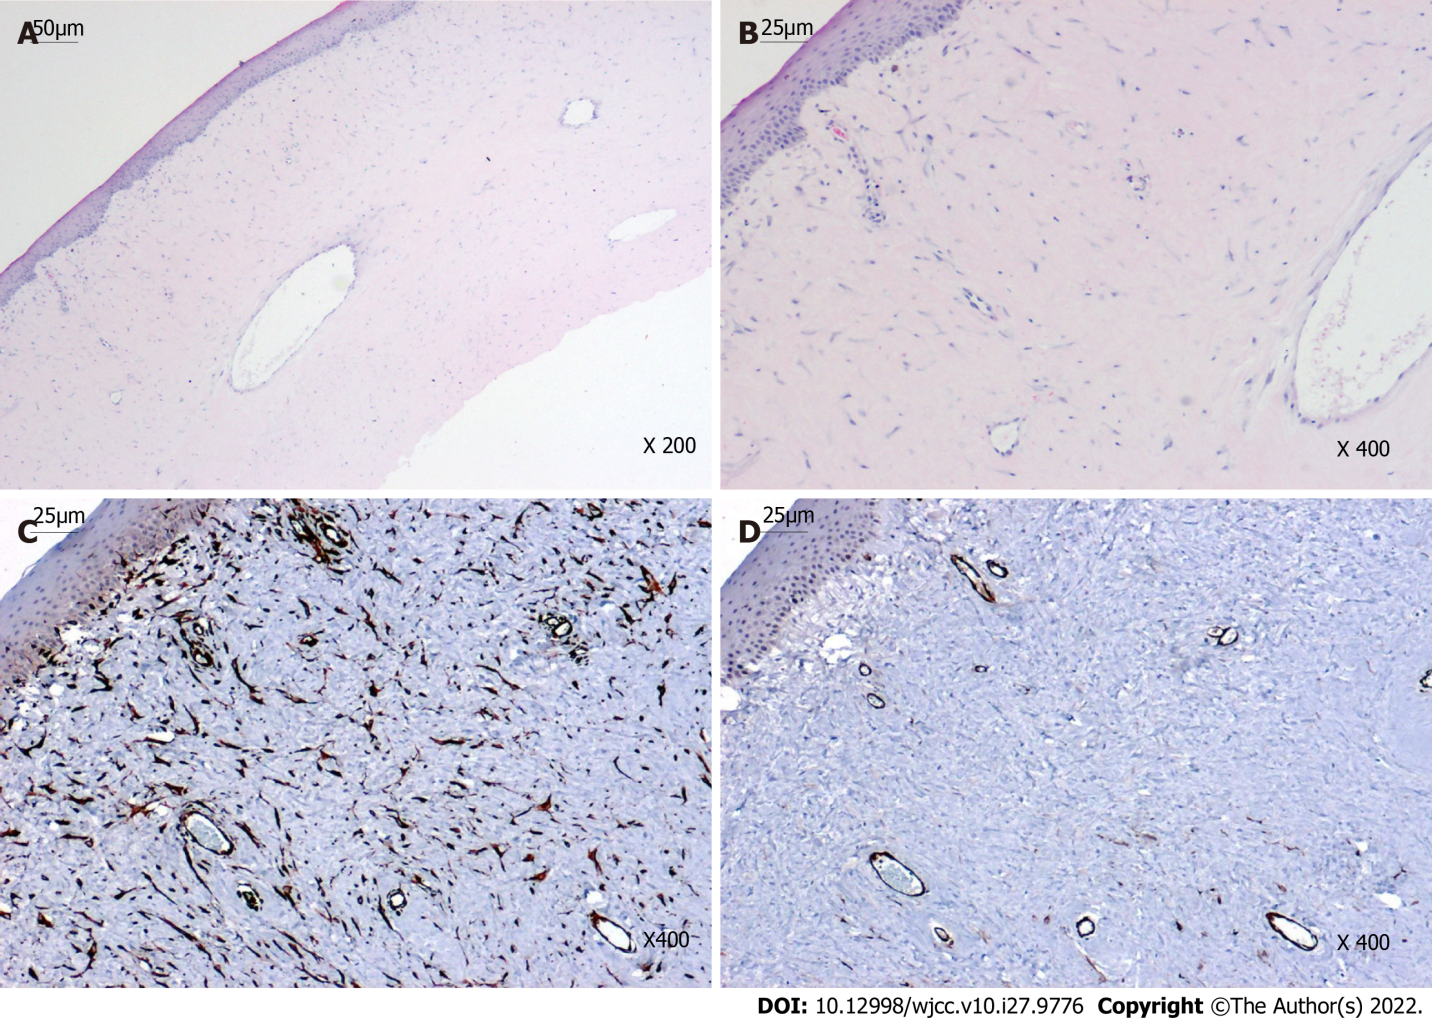 A 50μm
X 200
B 25μm
X 400
C 25μm
X400
D 25μm
X 400
DOI: 10.12998/wjcc.v10.i27.9776 Copyright ©The Author(s) 2022.